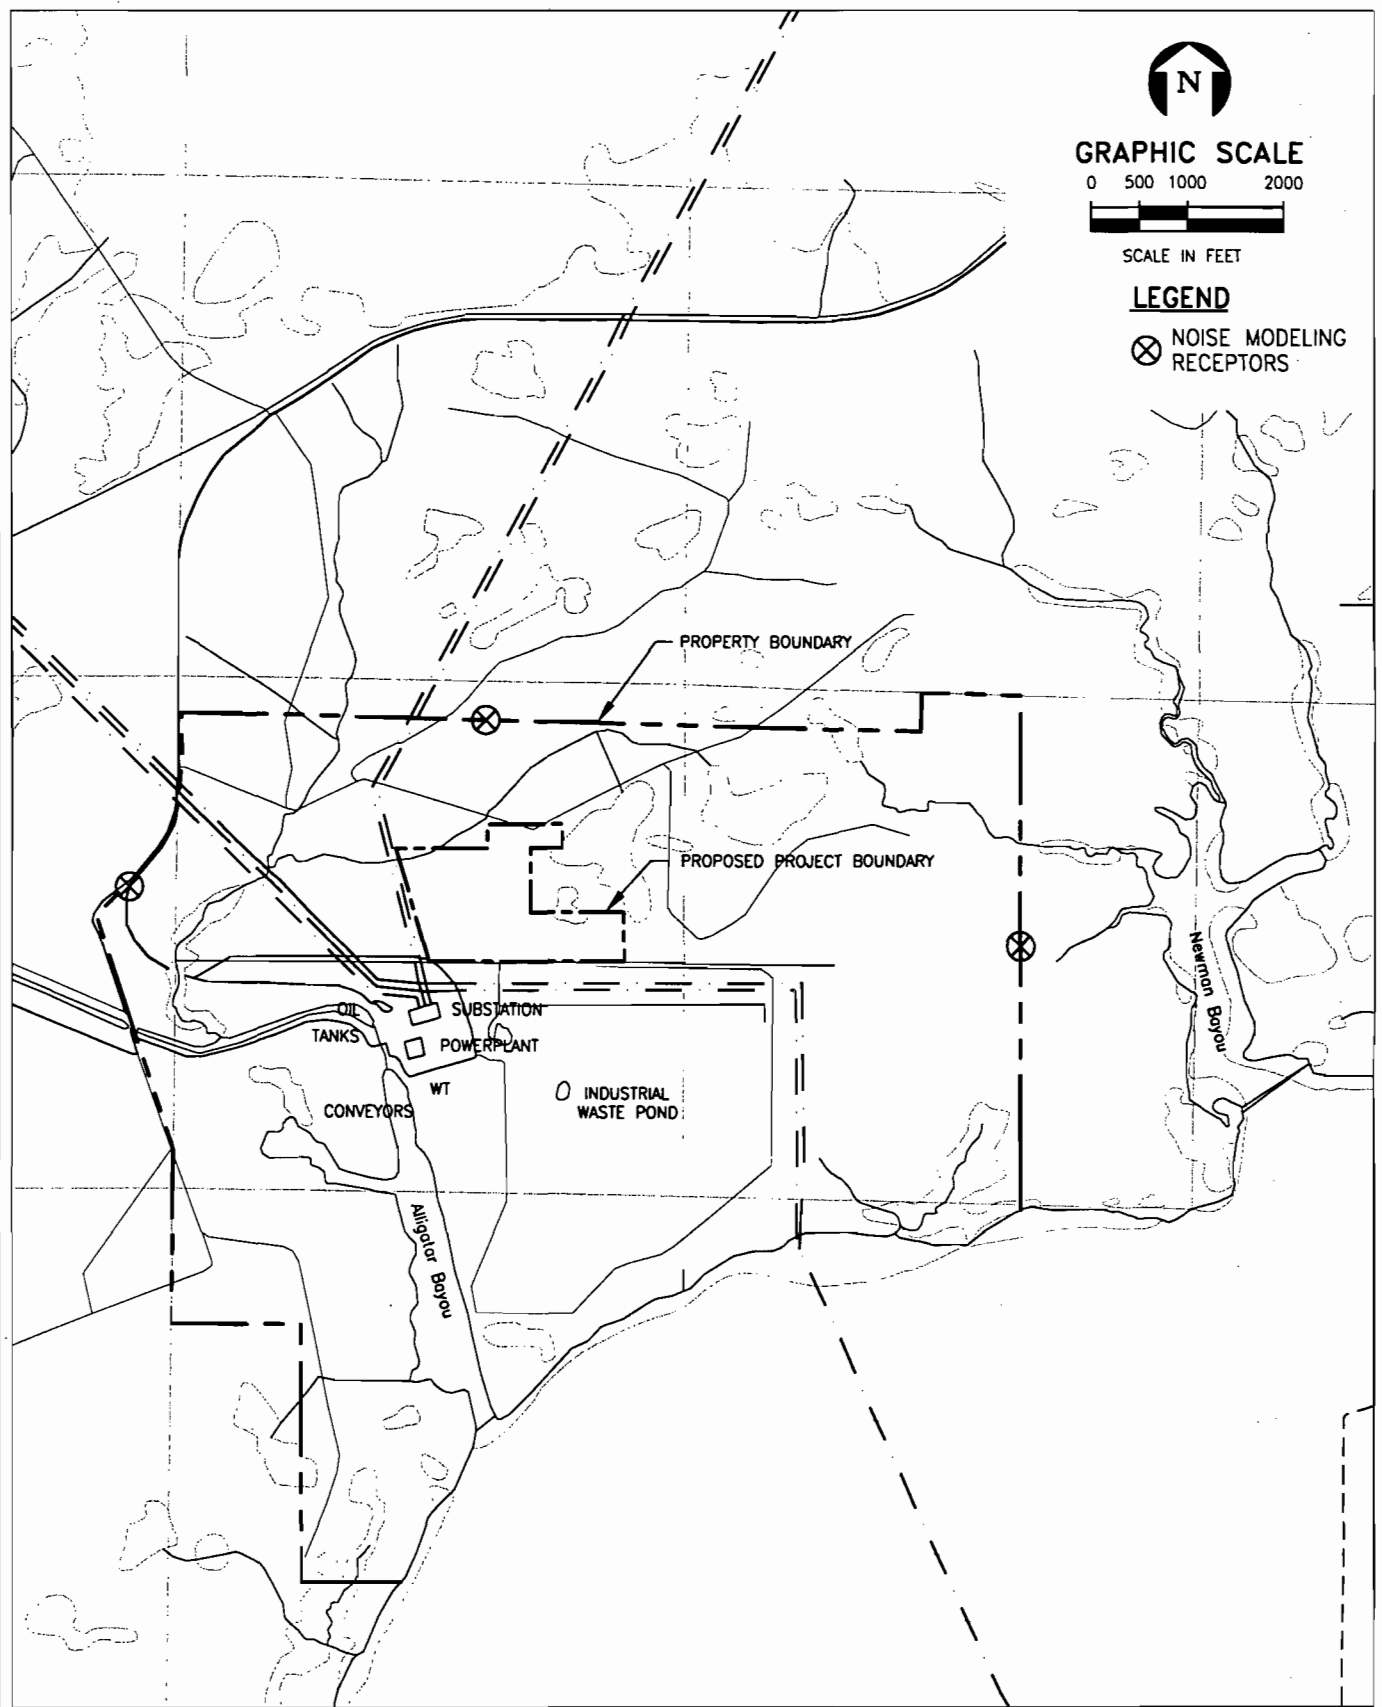 N
GRAPHIC SCALE
0 500 1000 2000
SCALE IN FEET
LEGEND
NOISE MODELING
RECEPTORS
PROPERTY BOUNDARY
PROPOSED PROJECT BOUNDARY
Newman Bayou
OIL
TANKS
SUBSTATION
POWERPLANT
WT
CONVEYORS
INDUSTRIAL
WASTE POND
Alligatar Bayou